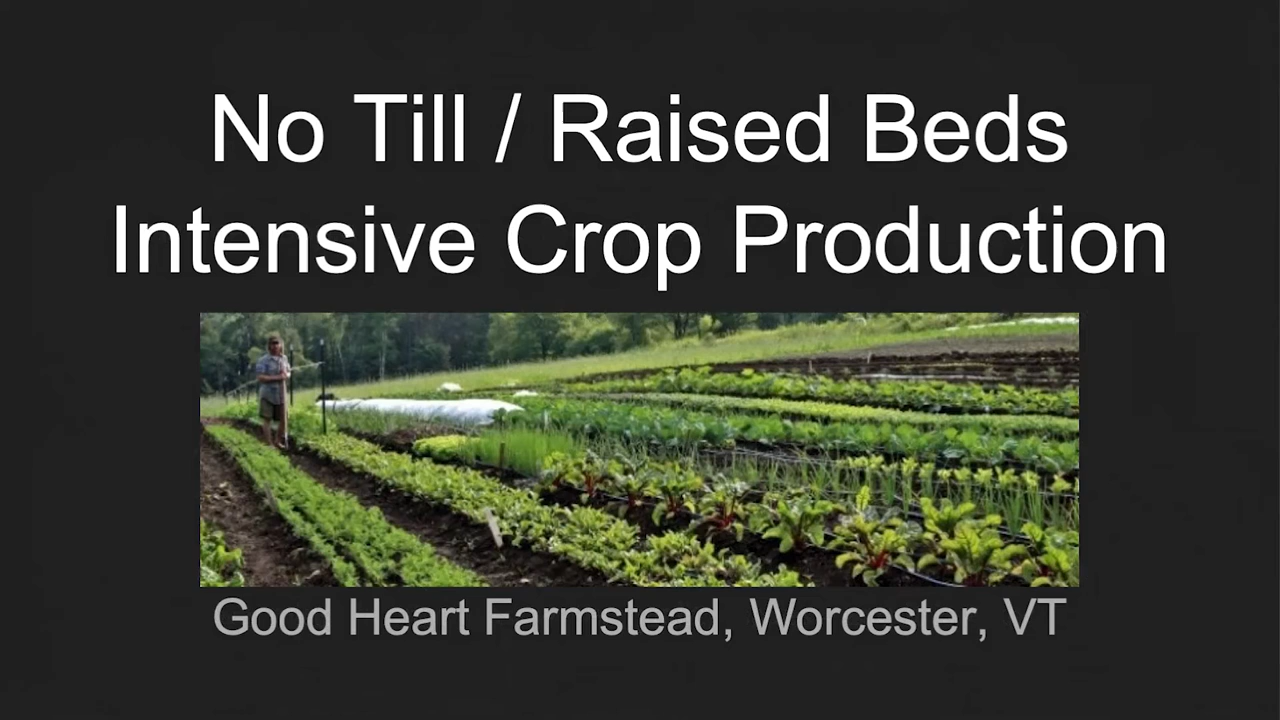 No Till / Raised Beds
Intensive Crop Production
Good Heart Farmstead, Worcester, VT